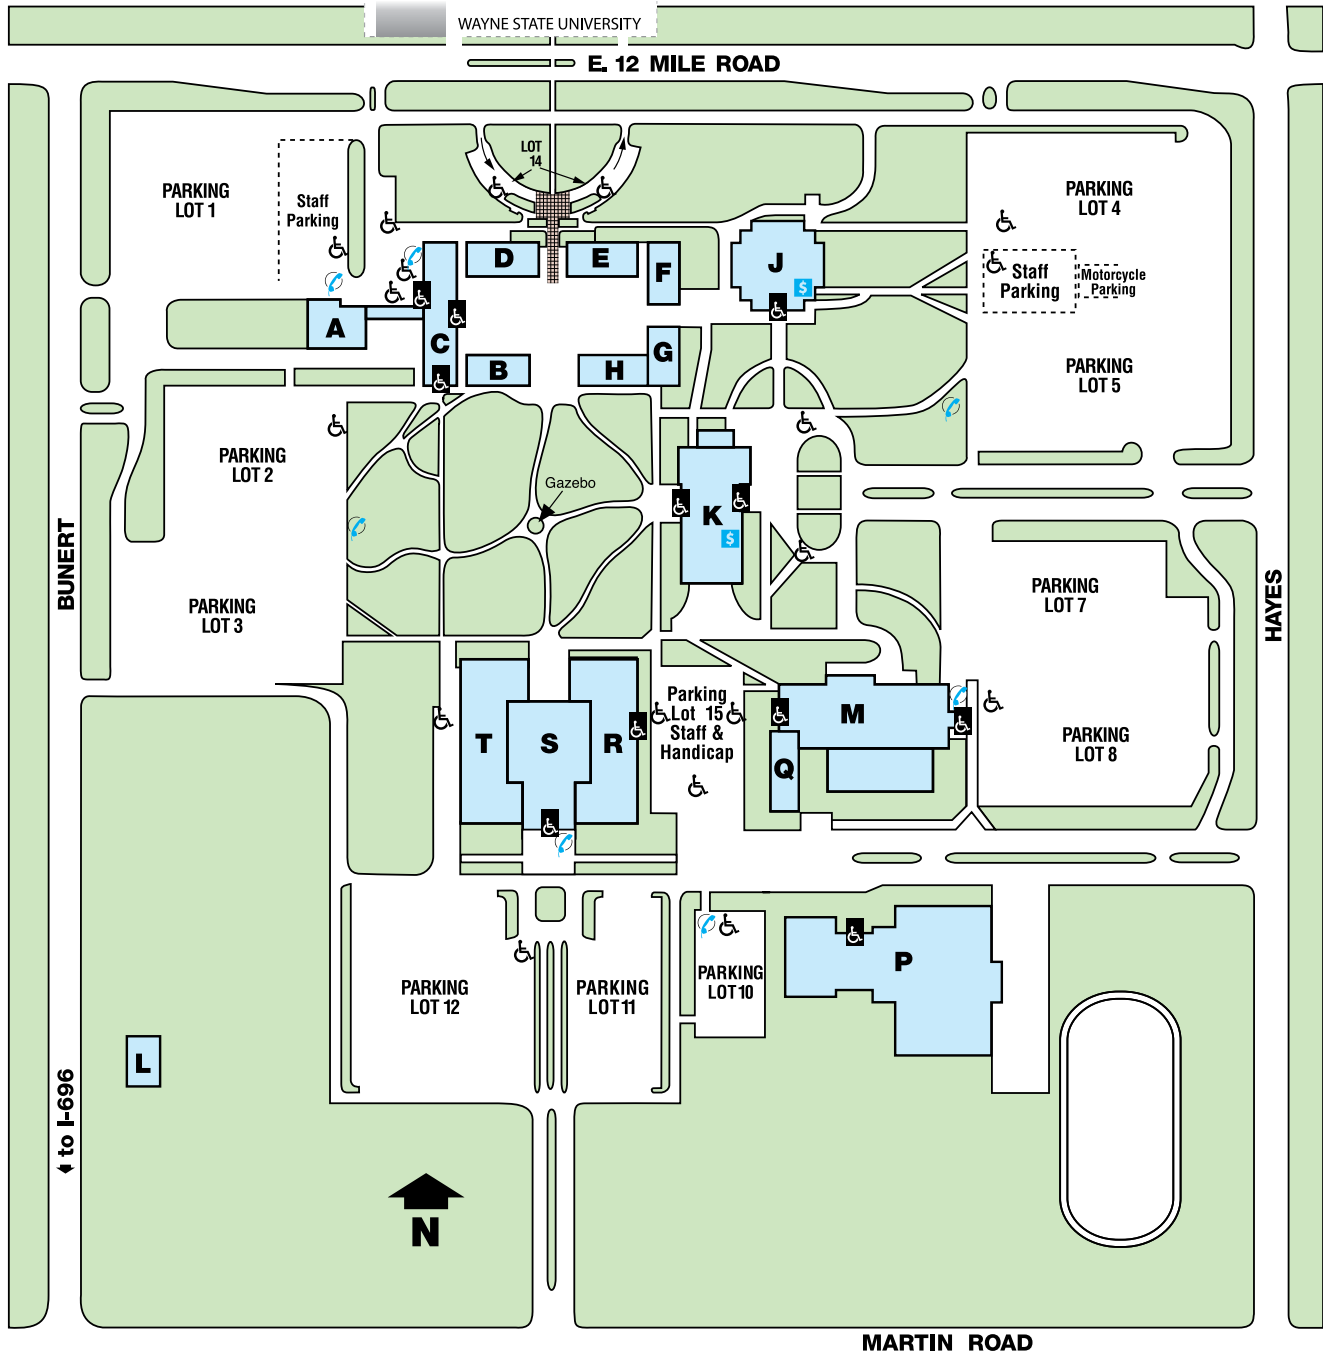 WAYNE STATE UNIVERSITY
E. 12 MILE ROAD
LOT
14
PARKING
LOT 1
Staff
Parking
PARKING
LOT 4
Staff
Parking
Motorcycle
Parking
D
E
F
J
$
A
C
B
H
G
PARKING
LOT 5
PARKING
LOT 2
Gazebo
K
$
BUNERT
HAYES
PARKING
LOT 3
PARKING
LOT 7
Parking
Lot 15
Staff &
Handicap
T
S
R
M
Q
PARKING
LOT 8
PARKING
LOT 12
PARKING
LOT 11
PARKING
LOT 10
P
L
to I-696
N
MARTIN ROAD